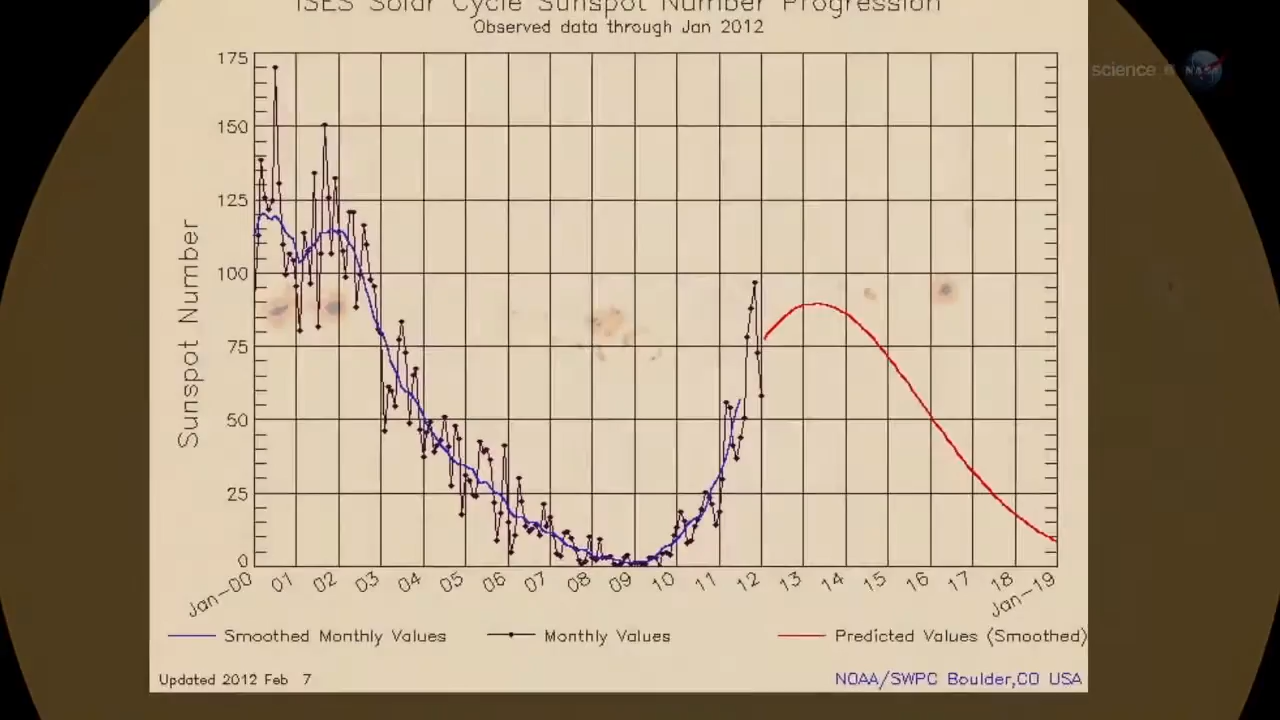 ISES Solar Cycle Sunspot Number Progression
Observed data through Jan 2012
science @ NASA
175
150
125
100
75
50
25
0
Sunspot Number
Jan-00 01 02 03 04 05 06 07 08 09 10 11 12 13 14 15 16 17 18 Jan-19
Smoothed Monthly Values Monthly Values Predicted Values (Smoothed)
Updated 2012 Feb 7 NOAA/SWPC Boulder,CO USA